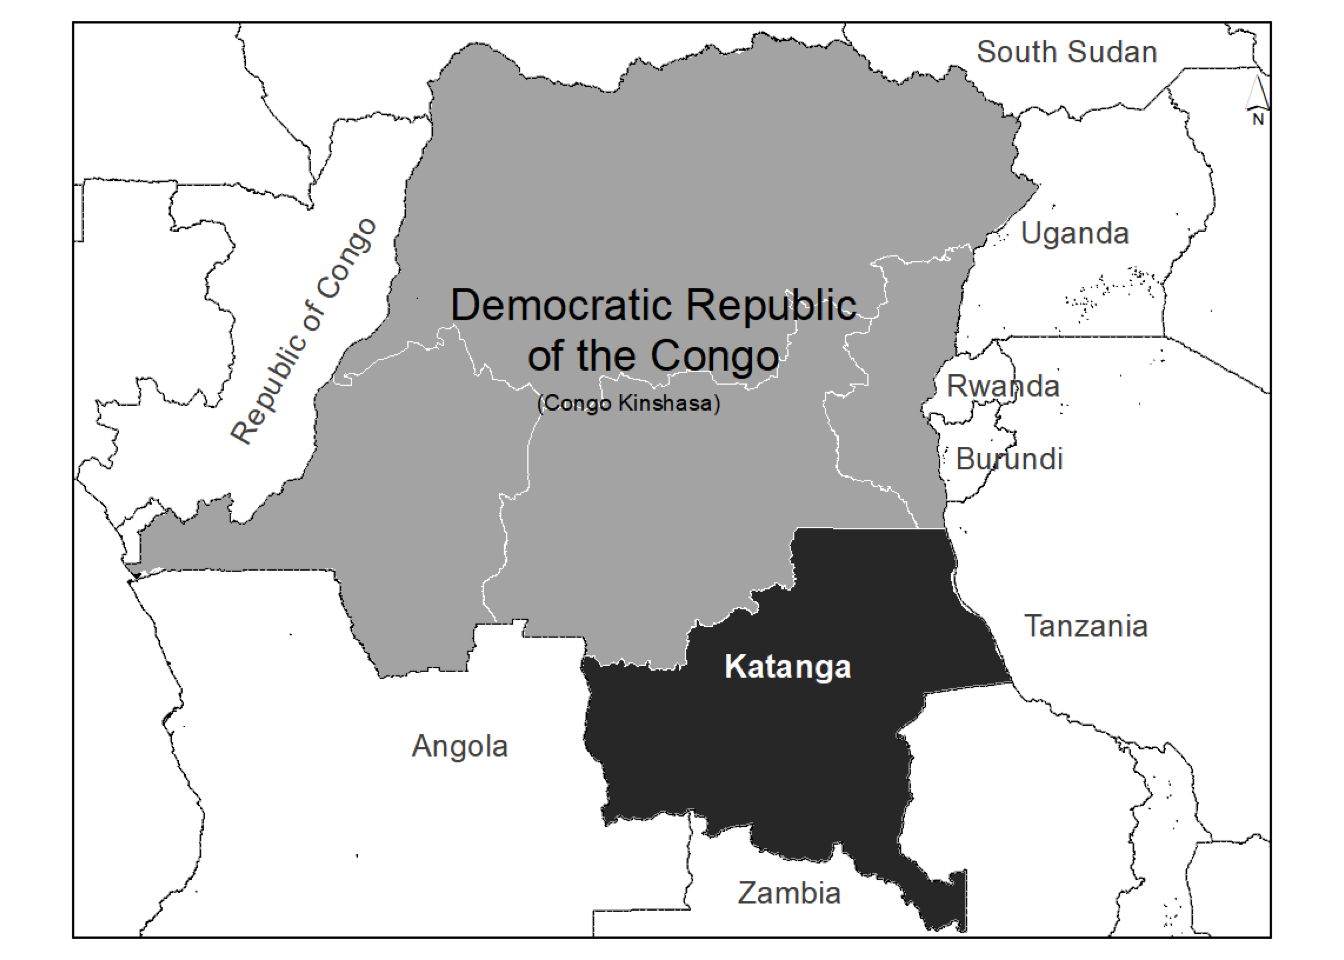 South Sudan
N
Uganda
Republic of Congo
Democratic Republic
of the Congo
(Congo Kinshasa)
Rwanda
Burundi
Tanzania
Katanga
Angola
Zambia